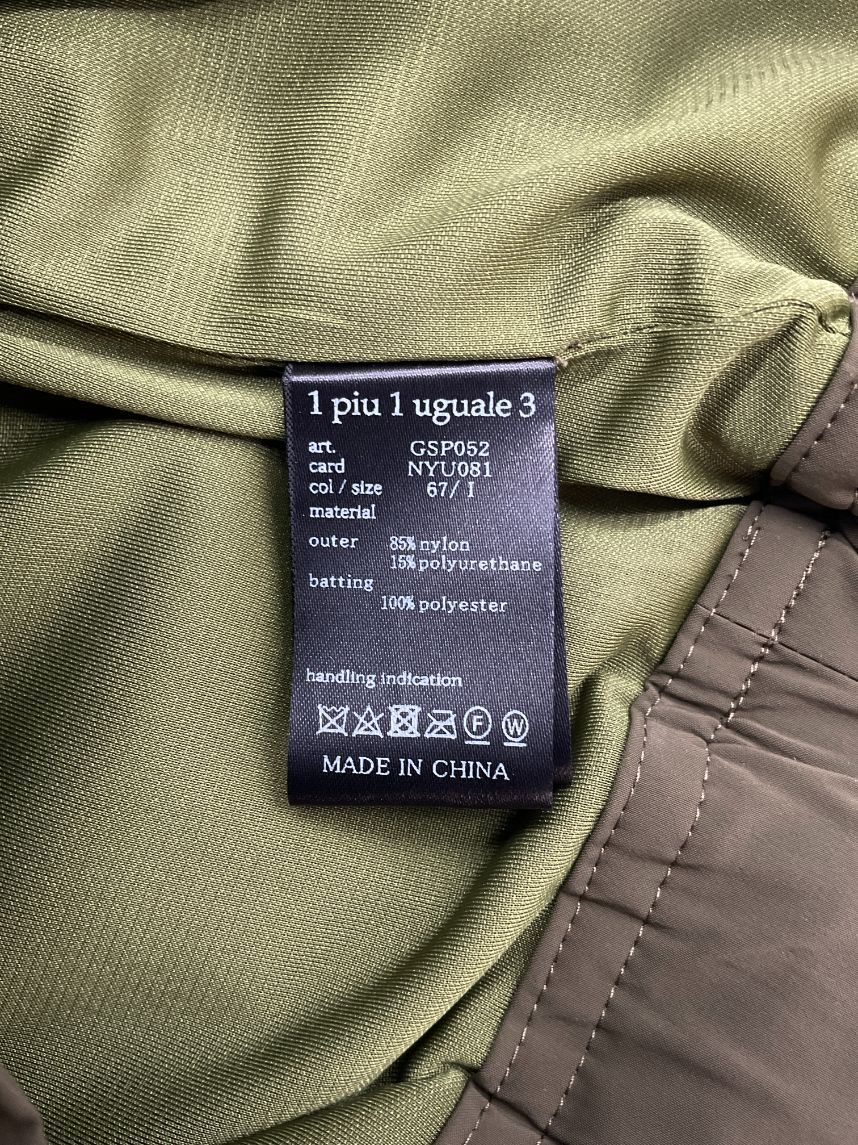 1 piu 1 uguale 3
art. GSP052
card NYU081
col / size 67/ I
material
outer 85% nylon
15% polyurethane
batting
100% polyester
handling indication
F W
MADE IN CHINA